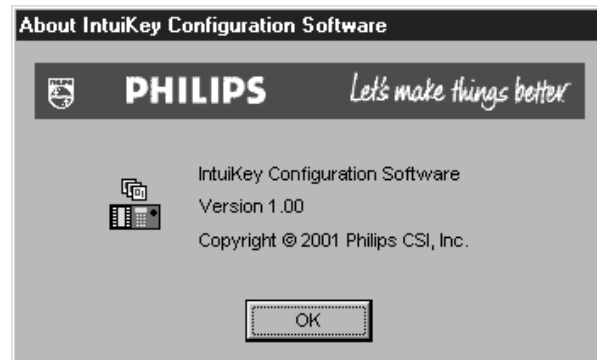 About IntuiKey Configuration Software
PHILIPS
PHILIPS Let's make things better.
IntuiKey Configuration Software
Version 1.00
Copyright © 2001 Philips CSI, Inc.
OK